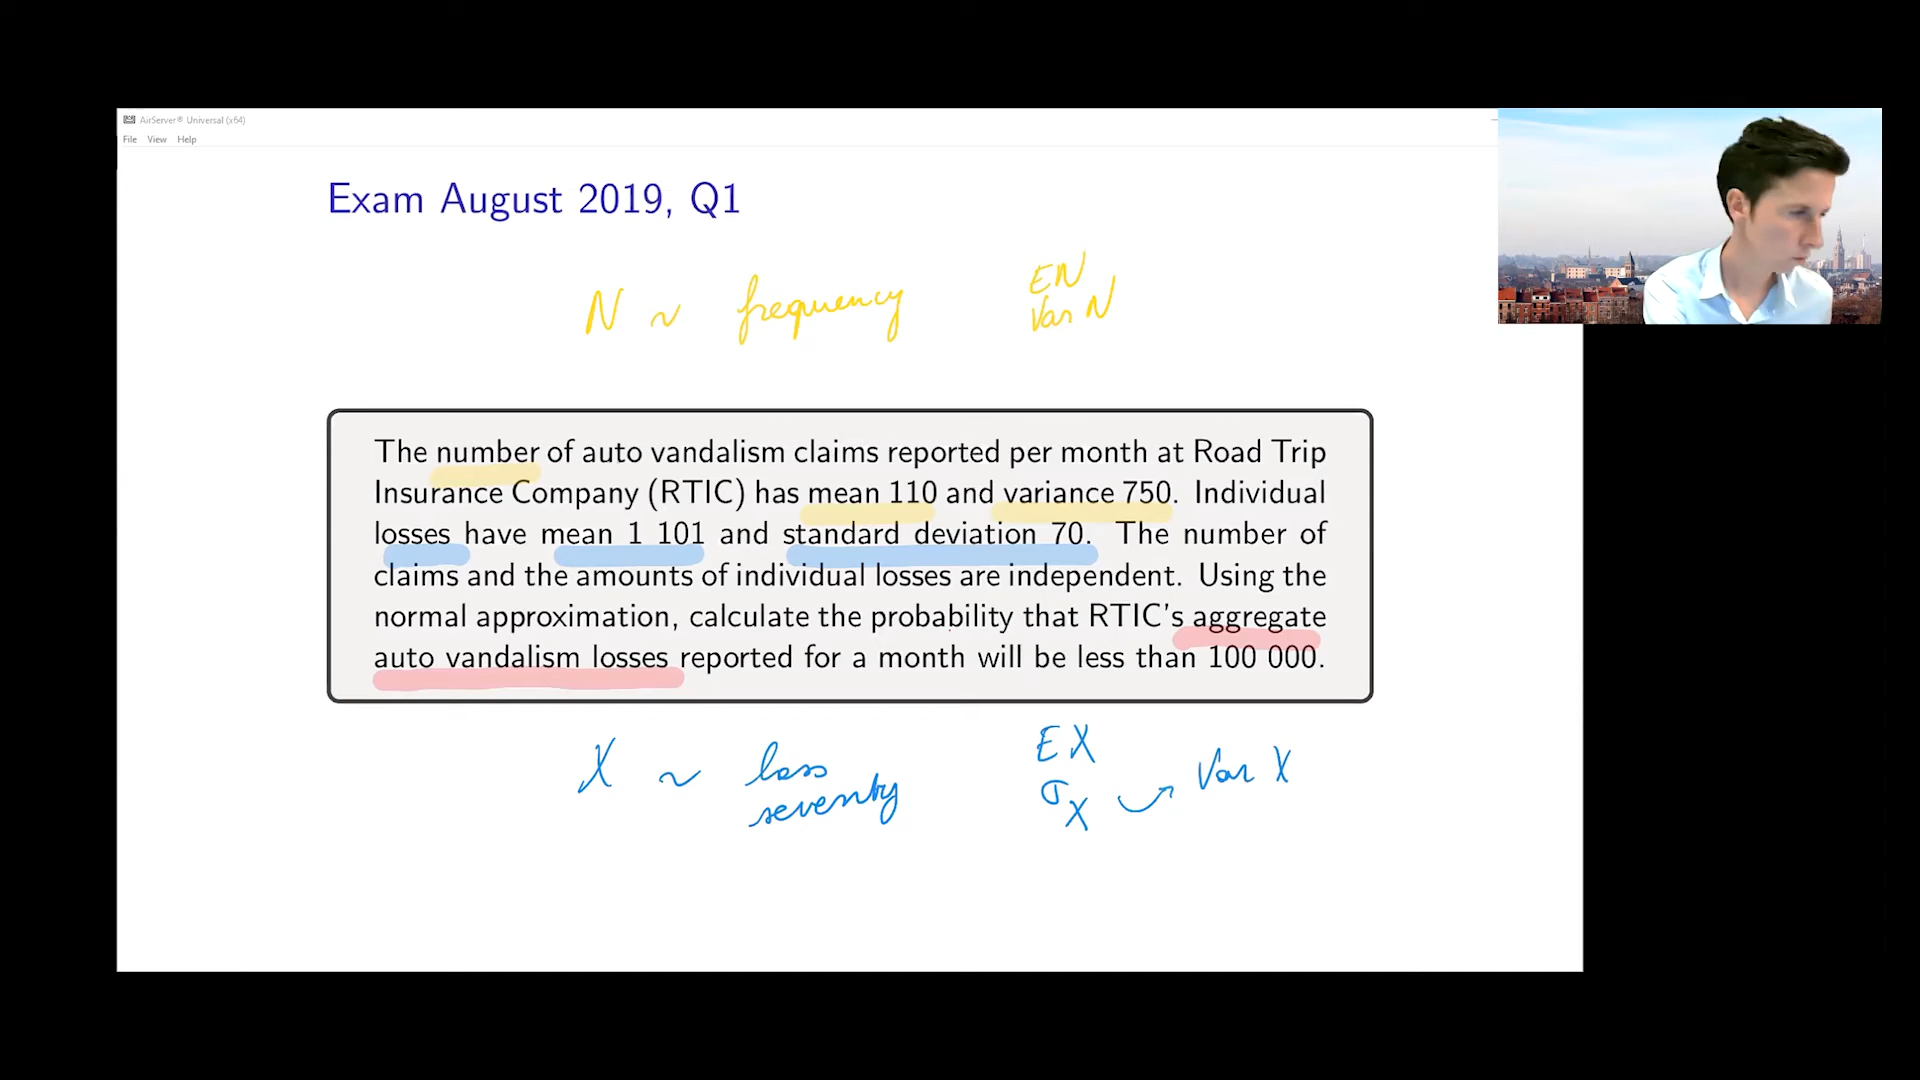 AirServer® Universal (x64)
File View Help
Exam August 2019, Q1
N ~ frequency
EN
Var N
The number of auto vandalism claims reported per month at Road Trip
Insurance Company (RTIC) has mean 110 and variance 750. Individual
losses have mean 1 101 and standard deviation 70. The number of
claims and the amounts of individual losses are independent. Using the
normal approximation, calculate the probability that RTIC's aggregate
auto vandalism losses reported for a month will be less than 100 000.
X ~ loss
severity
EX
σX
Var X